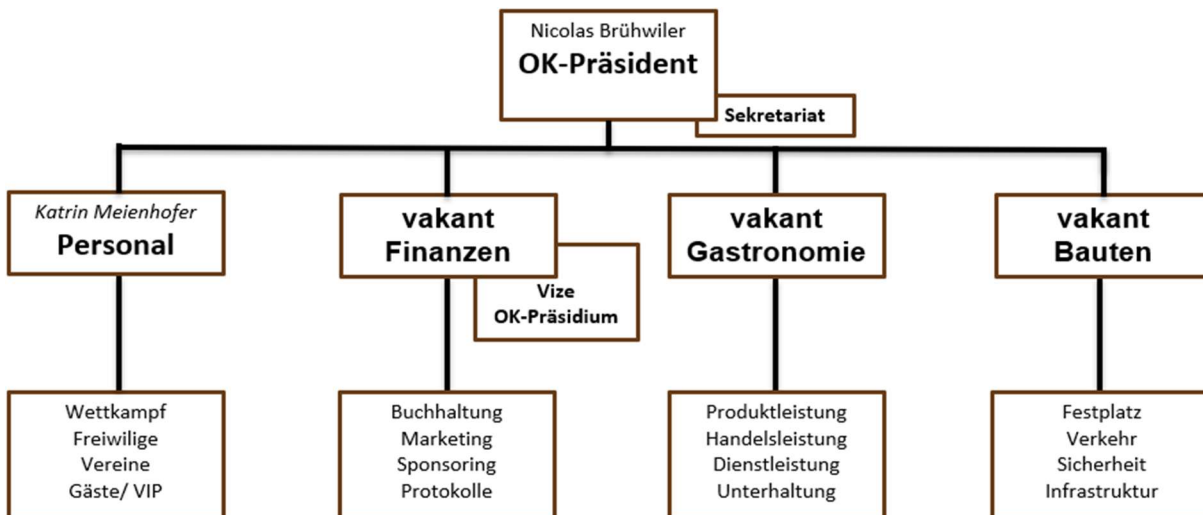 Nicolas Brühwiler
OK-Präsident
Sekretariat
Katrin Meienhofer
Personal
vakant
Finanzen
Vize
OK-Präsidium
vakant
Gastronomie
vakant
Bauten
Wettkampf
Freiwilige
Vereine
Gäste/ VIP
Buchhaltung
Marketing
Sponsoring
Protokolle
Produktleistung
Handelsleistung
Dienstleistung
Unterhaltung
Festplatz
Verkehr
Sicherheit
Infrastruktur